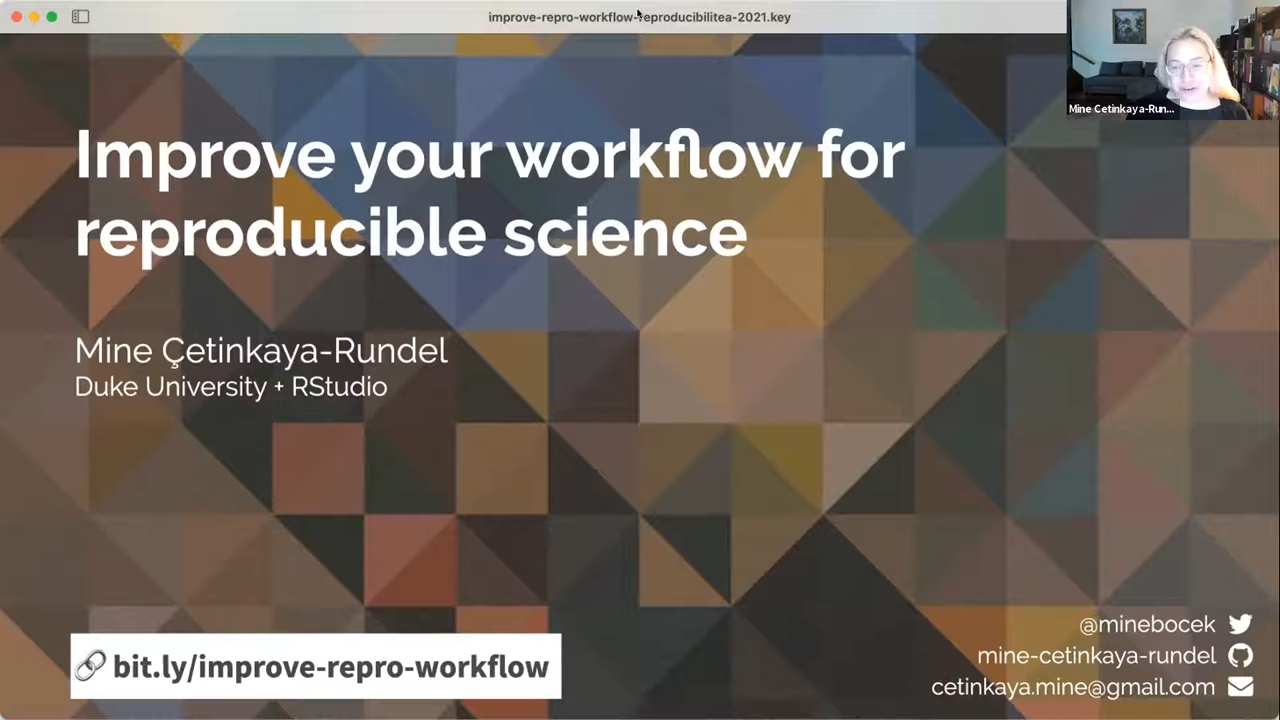 improve-repro-workflow-reproducibilitea-2021.key
Mine Cetinkaya-Run...
Improve your workflow for
reproducible science
Mine Çetinkaya-Rundel
Duke University + RStudio
bit.ly/improve-repro-workflow
@minebocek
mine-cetinkaya-rundel
cetinkaya.mine@gmail.com